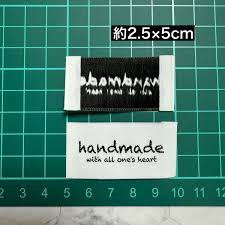 約2.5×5cm
handmade
with all one's heart
1 2 3 4 5 6 7 8 9 10 11 12